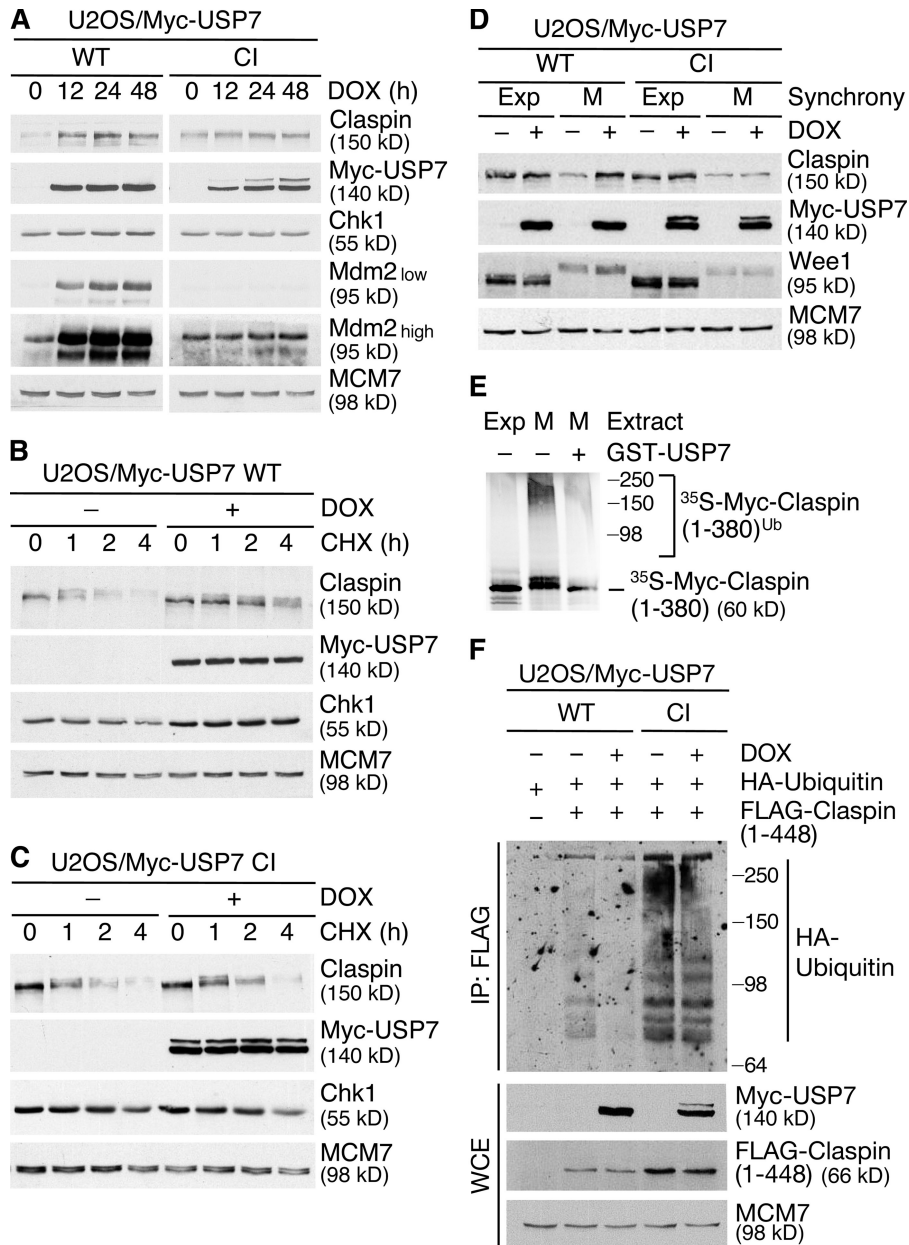 A
U2OS/Myc-USP7
WT CI
0 12 24 48 0 12 24 48 DOX (h)
Claspin
(150 kD)
Myc-USP7
(140 kD)
Chk1
(55 kD)
Mdm2 low
(95 kD)
Mdm2 high
(95 kD)
MCM7
(98 kD)
B
U2OS/Myc-USP7 WT
– + DOX
0 1 2 4 0 1 2 4 CHX (h)
Claspin
(150 kD)
Myc-USP7
(140 kD)
Chk1
(55 kD)
MCM7
(98 kD)
C
U2OS/Myc-USP7 CI
– + DOX
0 1 2 4 0 1 2 4 CHX (h)
Claspin
(150 kD)
Myc-USP7
(140 kD)
Chk1
(55 kD)
MCM7
(98 kD)
D
U2OS/Myc-USP7
WT CI
Exp M Exp M Synchrony
– + – + – + – + DOX
Claspin
(150 kD)
Myc-USP7
(140 kD)
Wee1
(95 kD)
MCM7
(98 kD)
E
Exp M M Extract
– – + GST-USP7
–250
–150
–98
35S-Myc-Claspin
(1-380)Ub
– 35S-Myc-Claspin
(1-380) (60 kD)
F
U2OS/Myc-USP7
WT CI
– – + – + DOX
+ + + + + HA-Ubiquitin
– + + + + FLAG-Claspin
(1-448)
IP: FLAG
–250
–150
–98
–64
HA-
Ubiquitin
WCE
Myc-USP7
(140 kD)
FLAG-Claspin
(1-448) (66 kD)
MCM7
(98 kD)